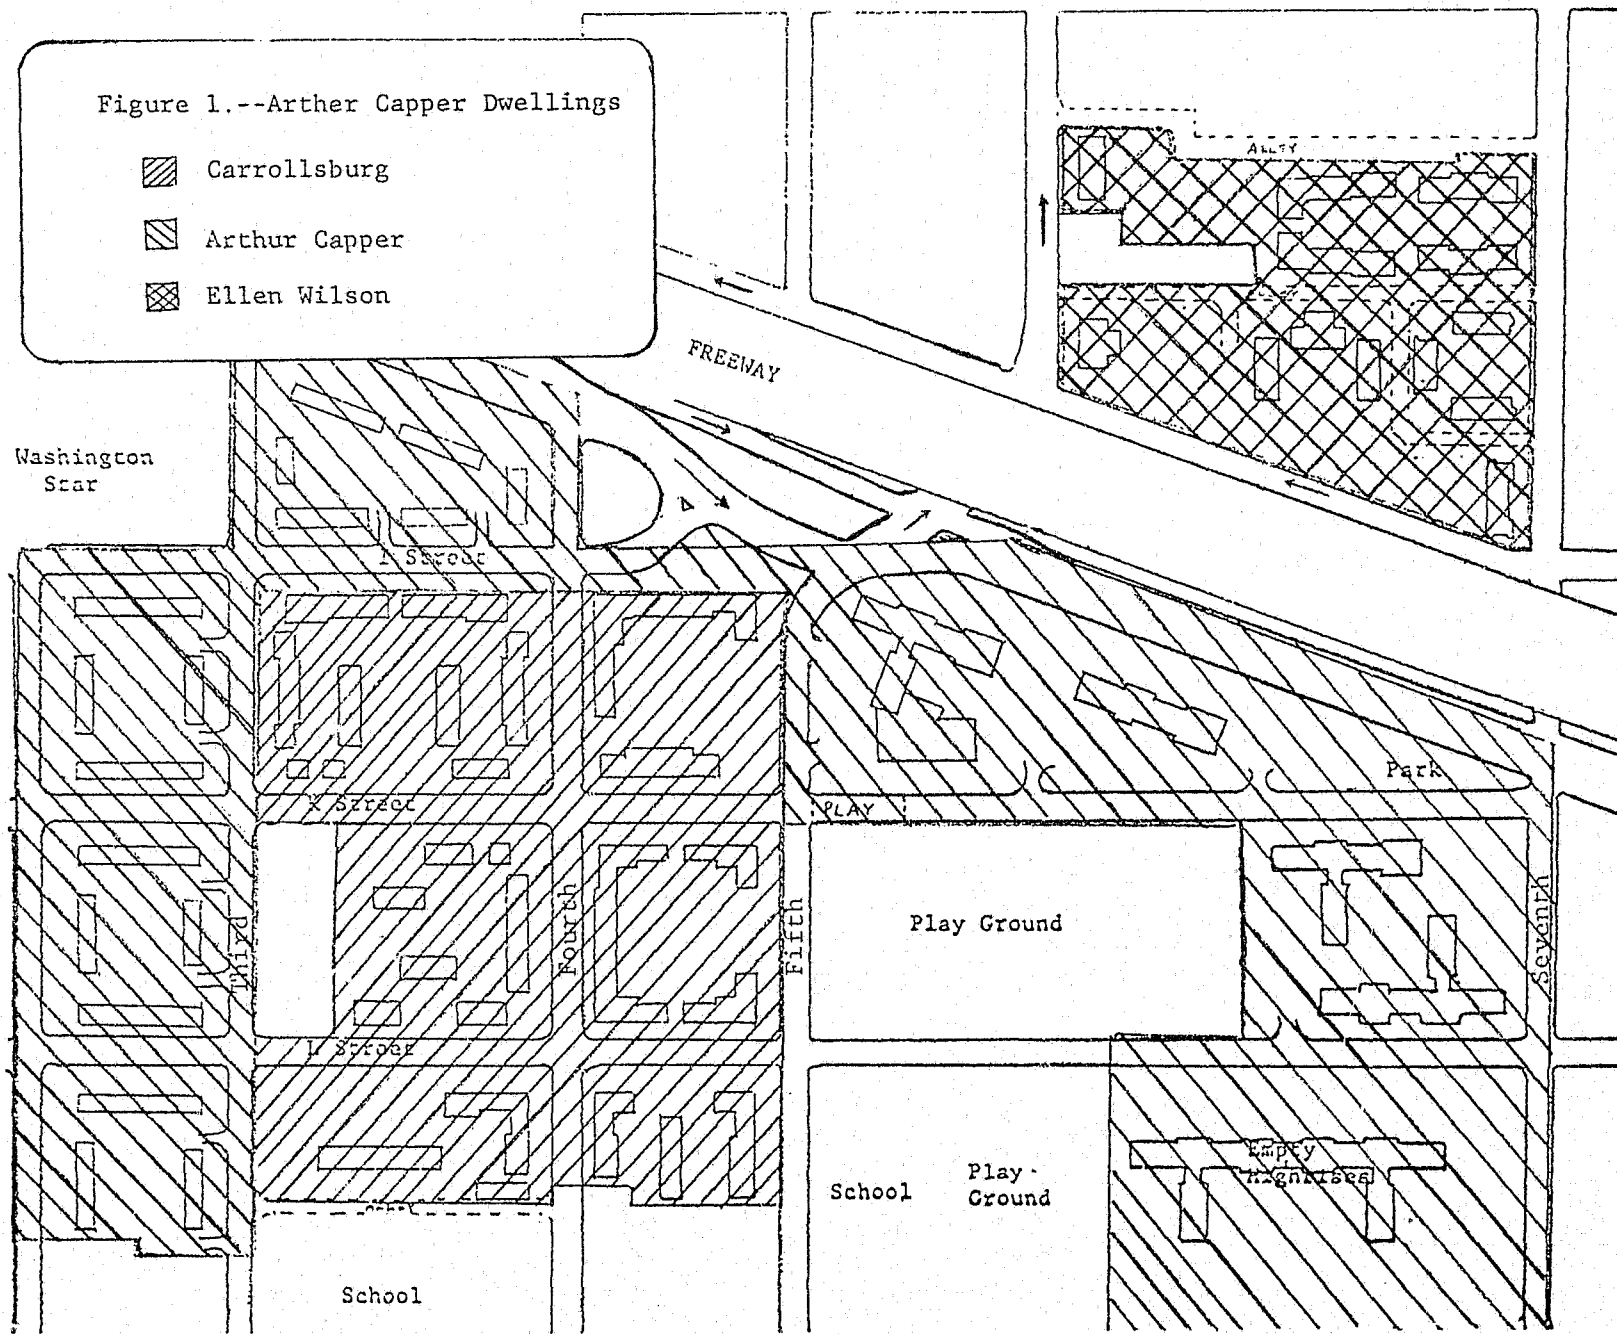 Figure 1.--Arther Capper Dwellings
Carrollsburg
Arthur Capper
Ellen Wilson
ALLEY
FREEWAY
Washington
Star
I Street
K Street
PLAY
Park
Third
Fourth
Fifth
Play Ground
Seventh
L Street
Empty
Highrises
School
Play
Ground
School